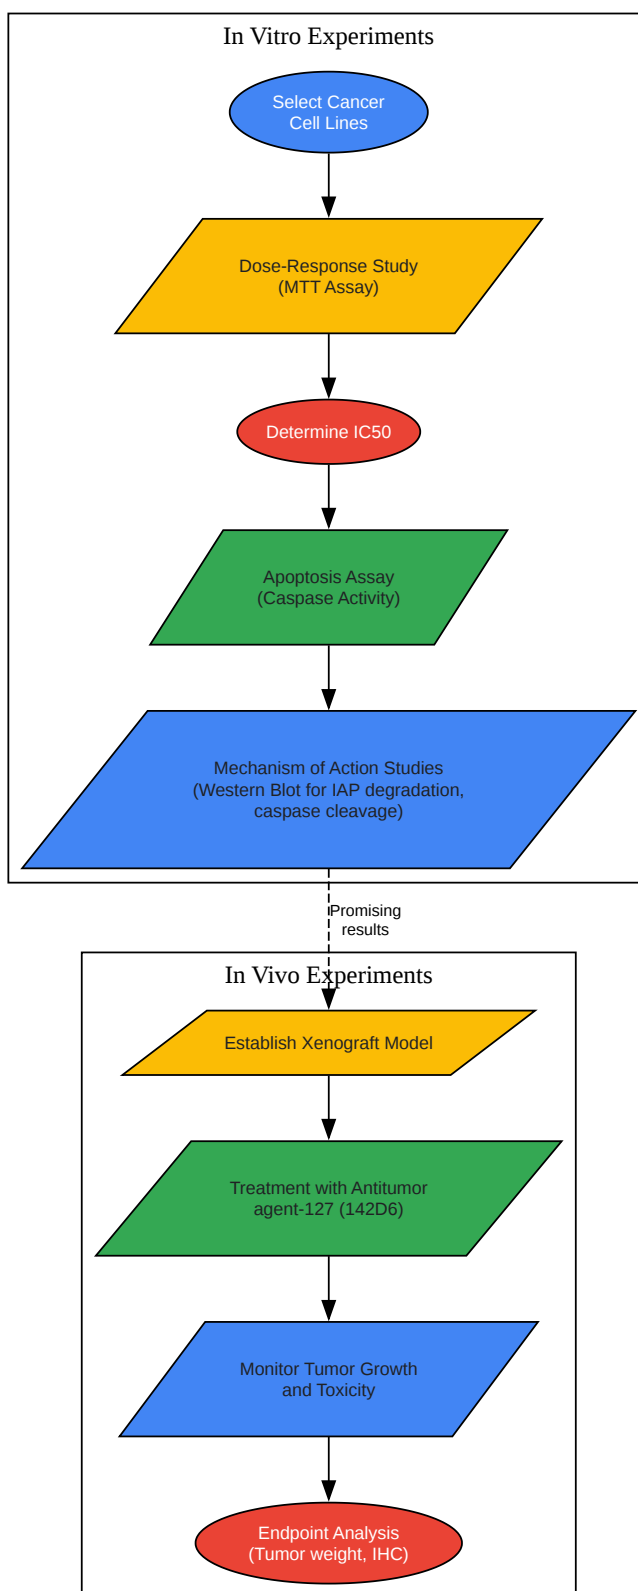 In Vitro Experiments
Select Cancer
Cell Lines
Dose-Response Study
(MTT Assay)
Determine IC50
Apoptosis Assay
(Caspase Activity)
Mechanism of Action Studies
(Western Blot for IAP degradation,
caspase cleavage)
Promising
results
In Vivo Experiments
Establish Xenograft Model
Treatment with Antitumor
agent-127 (142D6)
Monitor Tumor Growth
and Toxicity
Endpoint Analysis
(Tumor weight, IHC)